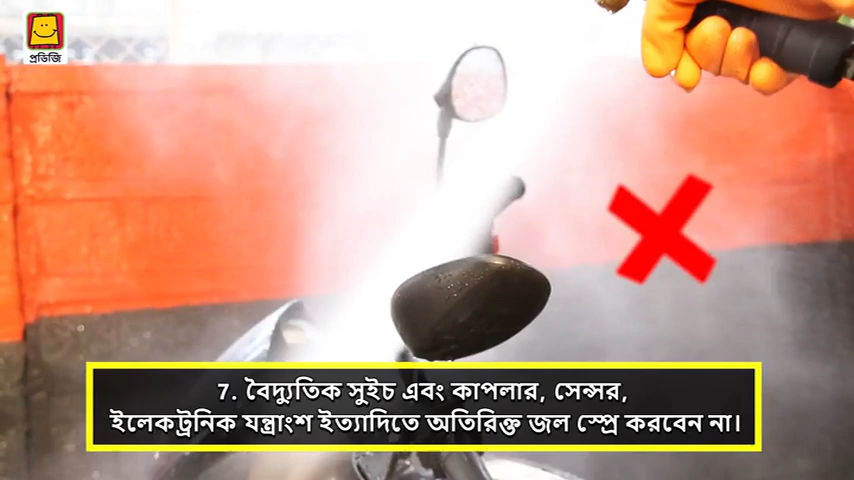 প্রডিজি
7. বৈদ্যুতিক সুইচ এবং কাপলার, সেন্সর,
ইলেকট্রনিক যন্ত্রাংশ ইত্যাদিতে অতিরিক্ত জল স্প্রে করবেন না।